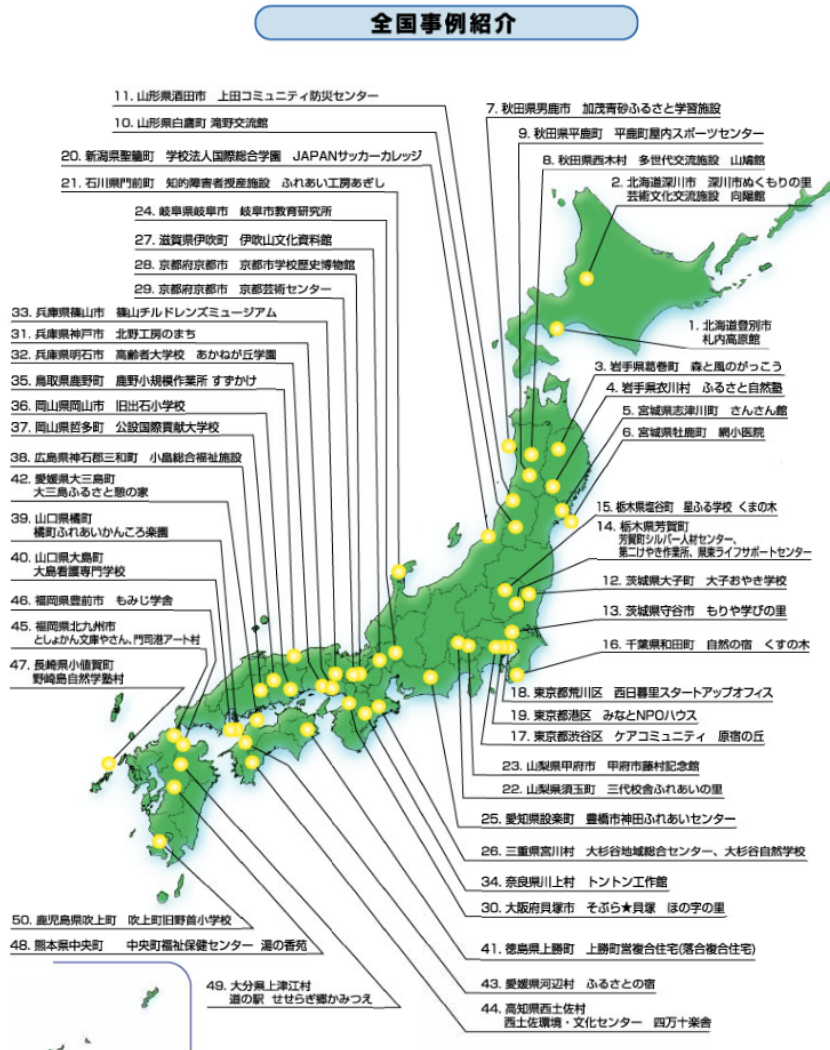 全国事例紹介
11. 山形県酒田市　上田コミュニティ防災センター
10. 山形県白鷹町 滝野交流館
20. 新潟県聖籠町　学校法人国際総合学園　JAPANサッカーカレッジ
21. 石川県門前町　知的障害者授産施設　ふれあい工房あぎし
24. 岐阜県岐阜市　岐阜市教育研究所
27. 滋賀県伊吹町　伊吹山文化資料館
28. 京都府京都市　京都市学校歴史博物館
29. 京都府京都市　京都芸術センター
33. 兵庫県篠山市　篠山チルドレンズミュージアム
31. 兵庫県神戸市　北野工房のまち
32. 兵庫県明石市　高齢者大学校　あかねが丘学園
35. 鳥取県鹿野町　鹿野小規模作業所 すずかけ
36. 岡山県岡山市　旧出石小学校
37. 岡山県哲多町　公設国際貢献大学校
38. 広島県神石郡三和町　小畠総合福祉施設
42. 愛媛県大三島町
大三島ふるさと憩の家
39. 山口県橘町
橘町ふれあいかんころ楽園
40. 山口県大島町
大島看護専門学校
46. 福岡県豊前市　もみじ学舎
45. 福岡県北九州市
としょかん文庫やさん、門司港アート村
47. 長崎県小値賀町
野崎島自然学塾村
7. 秋田県男鹿市　加茂青砂ふるさと学習施設
9. 秋田県平鹿町　平鹿町屋内スポーツセンター
8. 秋田県西木村　多世代交流施設　山鳩館
2. 北海道深川市　深川市ぬくもりの里
芸術文化交流施設　向陽館
1. 北海道登別市
札内高原館
3. 岩手県葛巻町　森と風のがっこう
4. 岩手県衣川村　ふるさと自然塾
5. 宮城県志津川町　さんさん館
6. 宮城県牡鹿町　網小医院
15. 栃木県塩谷町　星ふる学校 くまの木
14. 栃木県芳賀町
芳賀町シルバー人材センター、
第二けやき作業所、県東ライフサポートセンター
12. 茨城県大子町　大子おやき学校
13. 茨城県守谷市　もりや学びの里
16. 千葉県和田町　自然の宿　くすの木
18. 東京都荒川区　西日暮里スタートアップオフィス
19. 東京都港区　みなとNPOハウス
17. 東京都渋谷区　ケアコミュニティ　原宿の丘
23. 山梨県甲府市　甲府市藤村記念館
22. 山梨県須玉町　三代校舎ふれあいの里
25. 愛知県設楽町　豊橋市神田ふれあいセンター
26. 三重県宮川村　大杉谷地域総合センター、大杉谷自然学校
34. 奈良県川上村　トントン工作館
30. 大阪府貝塚市　そぶら★貝塚　ほの字の里
41. 徳島県上勝町　上勝町営複合住宅(落合複合住宅)
43. 愛媛県河辺村　ふるさとの宿
44. 高知県西土佐村
西土佐環境・文化センター　四万十楽舎
50. 鹿児島県吹上町　吹上町旧野首小学校
48. 熊本県中央町　中央町福祉保健センター 湯の香苑
49. 大分県上津江村
道の駅　せせらぎ郷かみつえ